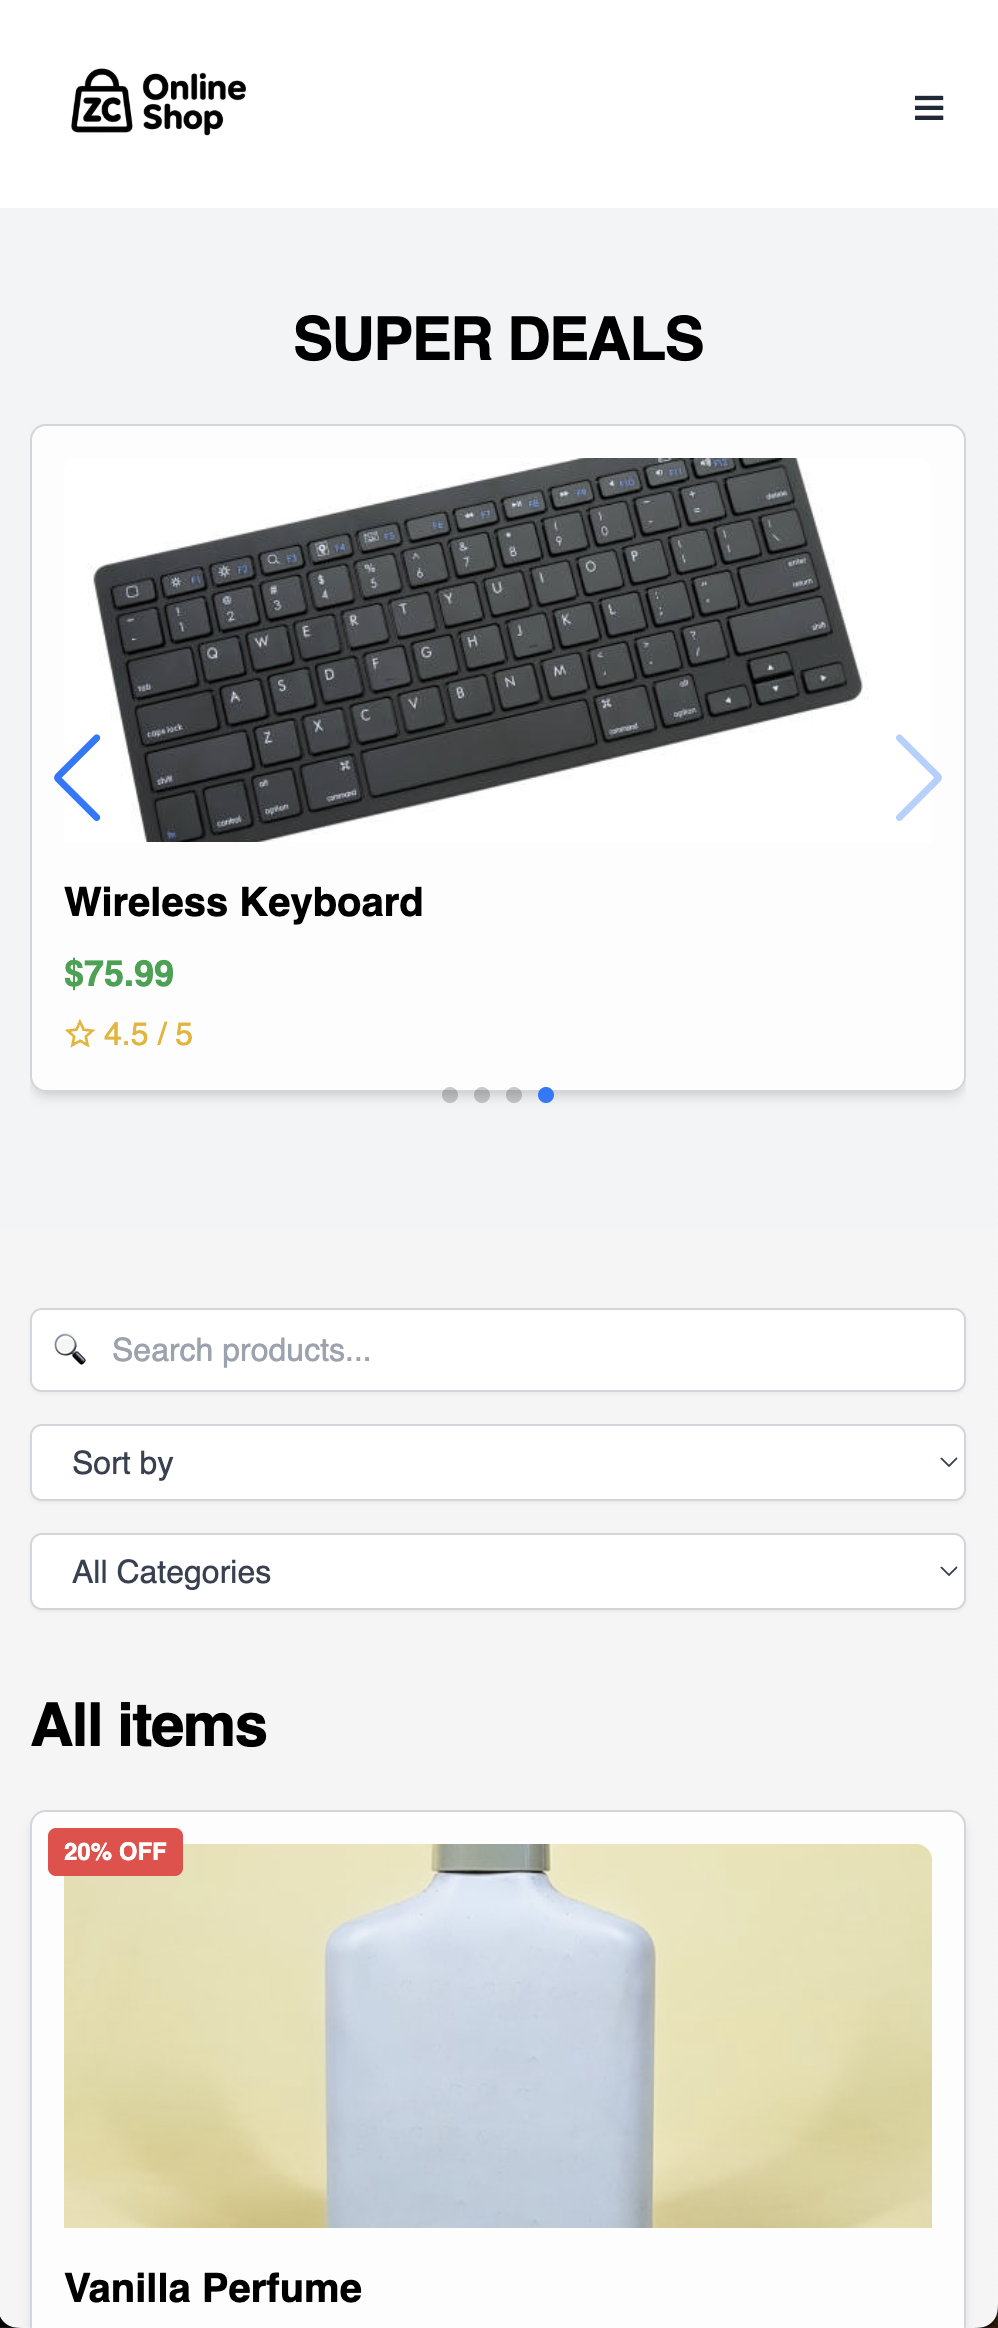 ZC Online
Shop
SUPER DEALS
Wireless Keyboard
$75.99
4.5 / 5
Search products...
Sort by
All Categories
All items
20% OFF
Vanilla Perfume